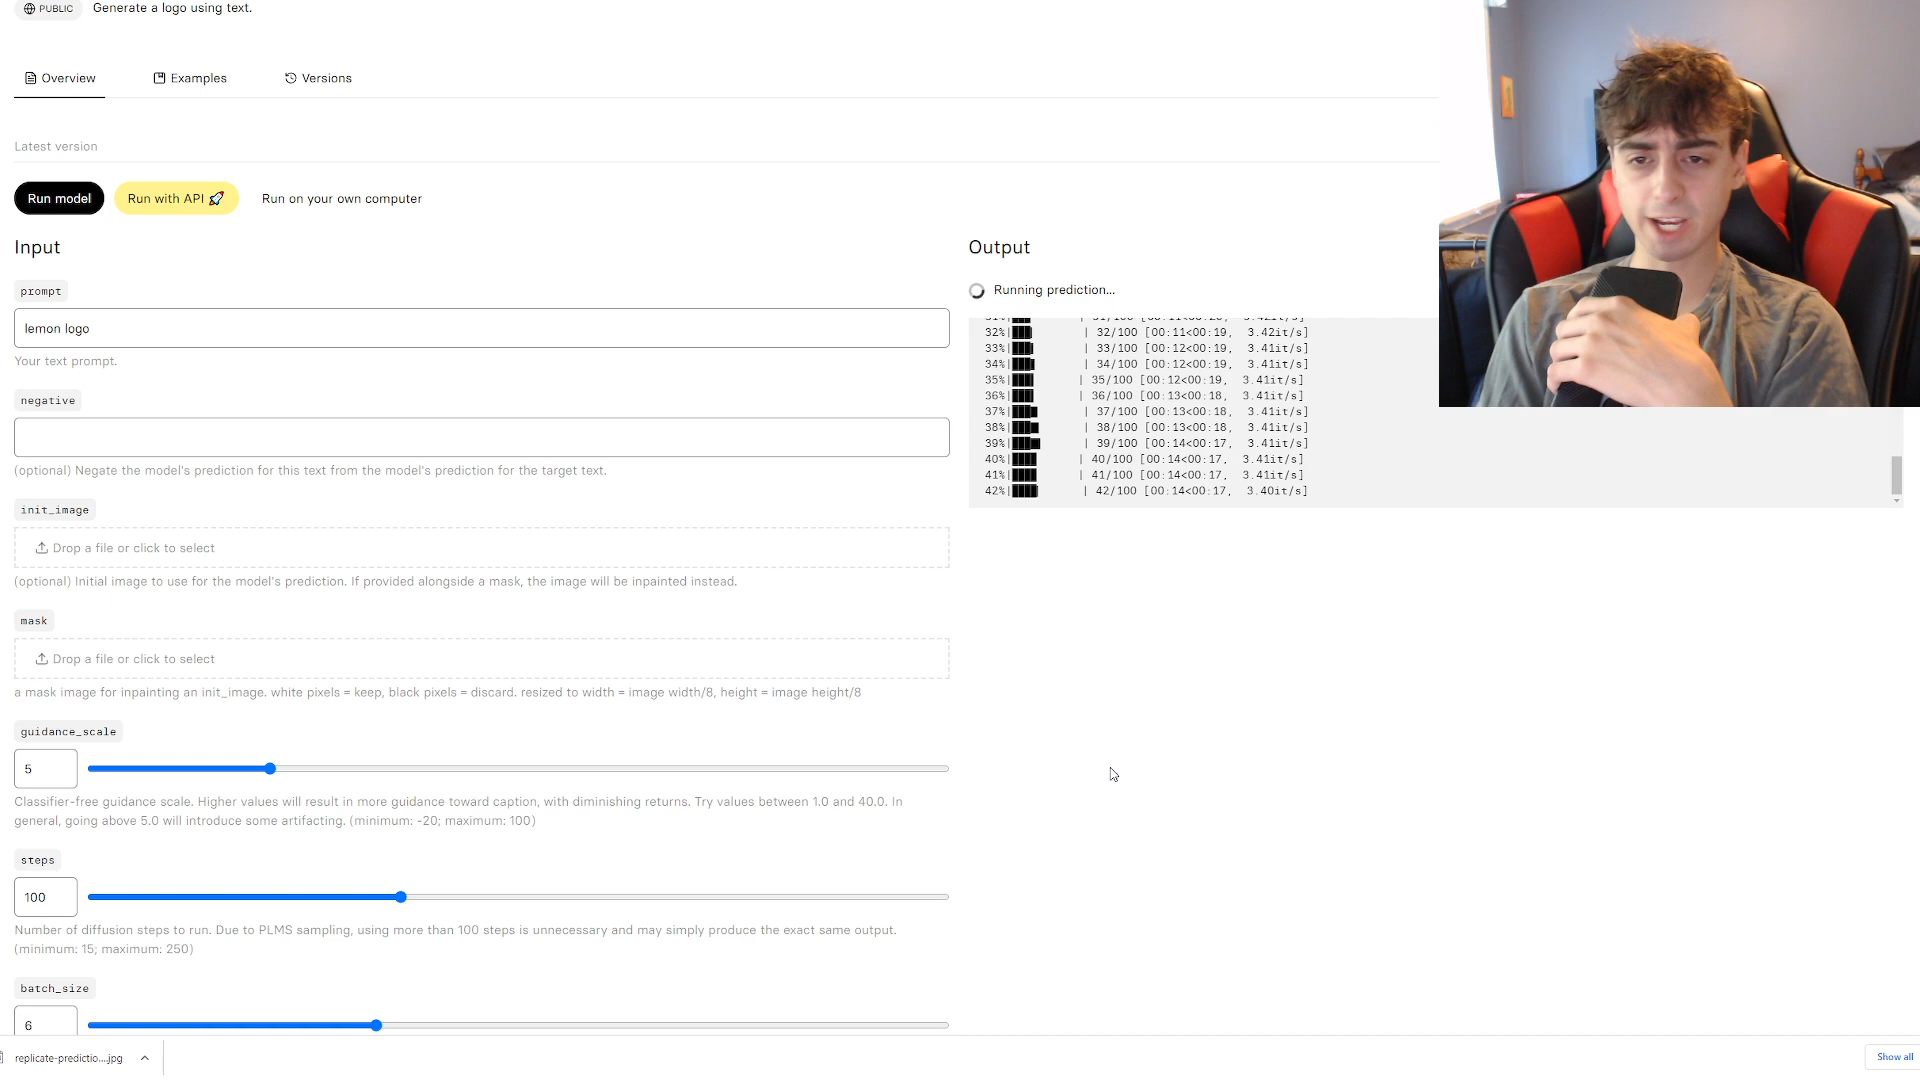 PUBLIC Generate a logo using text.
Overview Examples Versions
Latest version
Run model Run with API Run on your own computer
Input
prompt
lemon logo
Your text prompt.
negative
(optional) Negate the model's prediction for this text from the model's prediction for the target text.
init_image
Drop a file or click to select
(optional) Initial image to use for the model's prediction. If provided alongside a mask, the image will be inpainted instead.
mask
Drop a file or click to select
a mask image for inpainting an init_image. white pixels = keep, black pixels = discard. resized to width = image width/8, height = image height/8
guidance_scale
5
Classifier-free guidance scale. Higher values will result in more guidance toward caption, with diminishing returns. Try values between 1.0 and 40.0. In
general, going above 5.0 will introduce some artifacting. (minimum: -20; maximum: 100)
steps
100
Number of diffusion steps to run. Due to PLMS sampling, using more than 100 steps is unnecessary and may simply produce the exact same output.
(minimum: 15; maximum: 250)
batch_size
6
Output
Running prediction...
32%| | 32/100 [00:11<00:19, 3.42it/s]
33%| | 33/100 [00:12<00:19, 3.41it/s]
34%| | 34/100 [00:12<00:19, 3.41it/s]
35%| | 35/100 [00:12<00:19, 3.41it/s]
36%| | 36/100 [00:13<00:18, 3.41it/s]
37%| | 37/100 [00:13<00:18, 3.41it/s]
38%| | 38/100 [00:13<00:18, 3.41it/s]
39%| | 39/100 [00:14<00:17, 3.41it/s]
40%| | 40/100 [00:14<00:17, 3.41it/s]
41%| | 41/100 [00:14<00:17, 3.41it/s]
42%| | 42/100 [00:14<00:17, 3.40it/s]
replicate-predictio....jpg
Show all